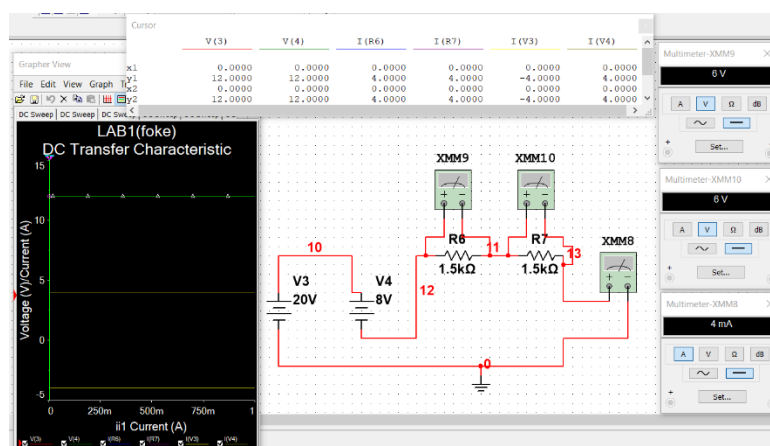 Cursor
V(3) V(4) I(R6) I(R7) I(V3) I(V4)
x1 0.0000 0.0000 0.0000 0.0000 0.0000 0.0000
y1 12.0000 12.0000 4.0000 4.0000 -4.0000 4.0000
x2 0.0000 0.0000 0.0000 0.0000 0.0000 0.0000
y2 12.0000 12.0000 4.0000 4.0000 -4.0000 4.0000
Grapher View
File Edit View Graph
DC Sweep DC Sweep DC Sweep DC Sweep
LAB1(foke)
DC Transfer Characteristic
Voltage (V)/Current (A)
15
10
5
0
-5
0 250m 500m 750m 1
ii1 Current (A)
V(3) V(4) I(R6) I(R7) I(V3) I(V4)
XMM9 XMM10
R6 11 R7 13 XMM8
1.5kΩ 1.5kΩ
10
V3 V4 12
20V 8V
0
Multimeter-XMM9
6 V
A V Ω dB
Set...
+ -
Multimeter-XMM10
6 V
A V Ω dB
Set...
+ -
Multimeter-XMM8
4 mA
A V Ω dB
Set...
+ -